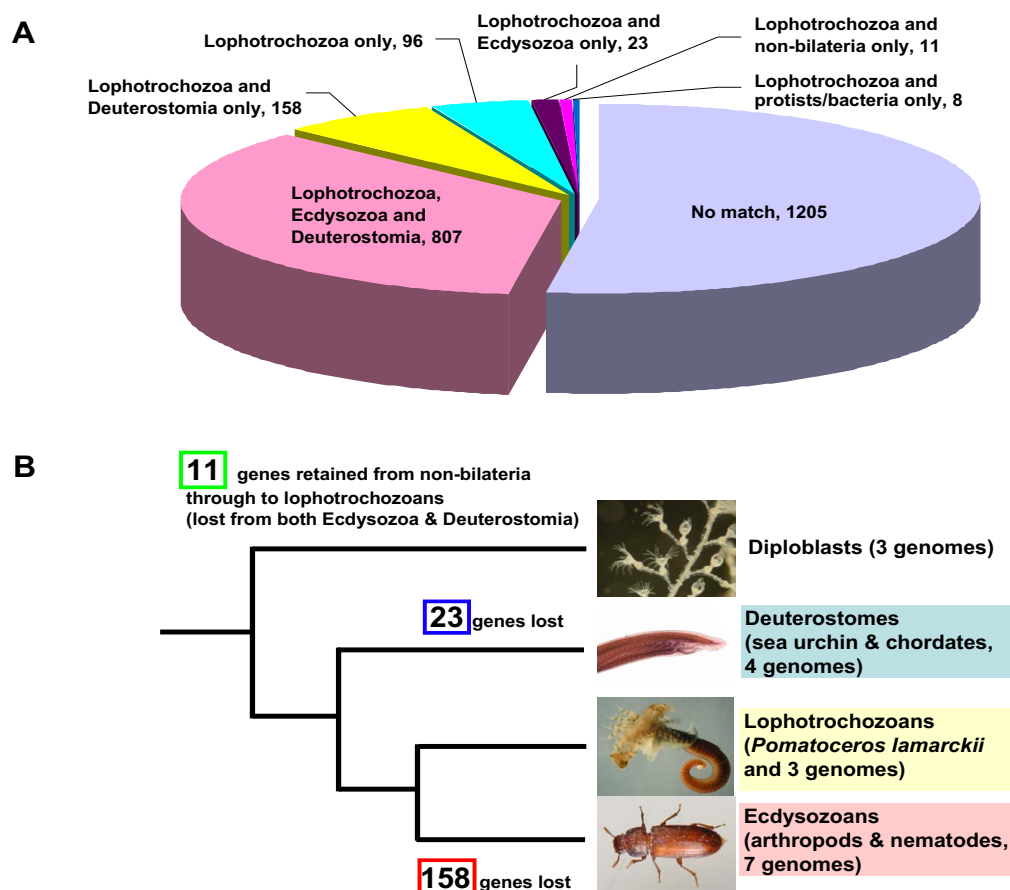 A
Lophotrochozoa only, 96
Lophotrochozoa and
Ecdysozoa only, 23
Lophotrochozoa and
non-bilateria only, 11
Lophotrochozoa and
Deuterostomia only, 158
Lophotrochozoa and
protists/bacteria only, 8
Lophotrochozoa,
Ecdysozoa and
Deuterostomia, 807
No match, 1205
B
11 genes retained from non-bilateria
through to lophotrochozoans
(lost from both Ecdysozoa & Deuterostomia)
Diploblasts (3 genomes)
23 genes lost
Deuterostomes
(sea urchin & chordates,
4 genomes)
Lophotrochozoans
(Pomatoceros lamarckii
and 3 genomes)
Ecdysozoans
(arthropods & nematodes,
7 genomes)
158 genes lost